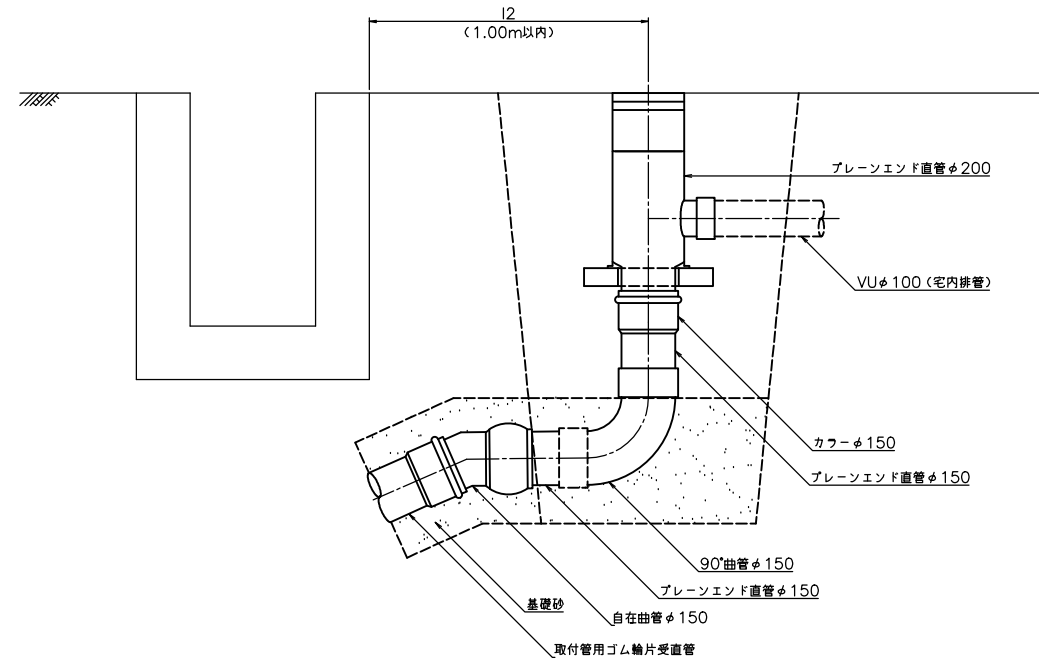 l2
(1.00m以内)
プレーンエンド直管φ200
VUφ100(宅内排管)
カラーφ150
プレーンエンド直管φ150
90°曲管φ150
プレーンエンド直管φ150
基礎砂
自在曲管φ150
取付管用ゴム輪片受直管